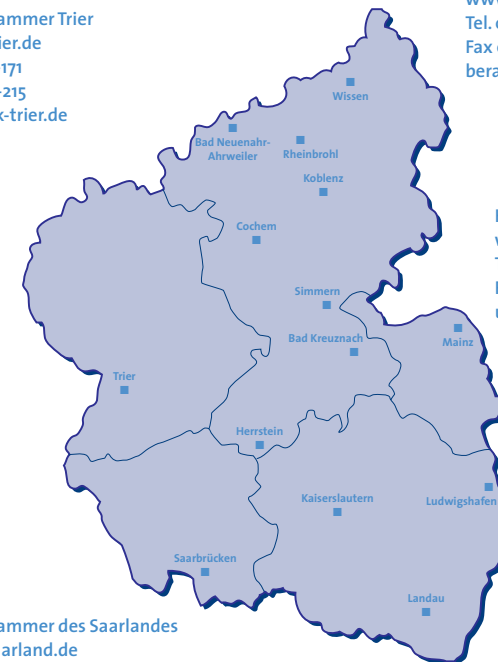 ammer Trier
ier.de
-171
-215
k-trier.de
Tel.
Fax
bera
Wissen
Bad Neuenahr-
Ahrweiler
Rheinbrohl
Koblenz
Cochem
Simmern
Bad Kreuznach
Mainz
Trier
Herrstein
Kaiserslautern
Ludwigshafen
Saarbrücken
Landau
ammer des Saarlandes
aarland.de